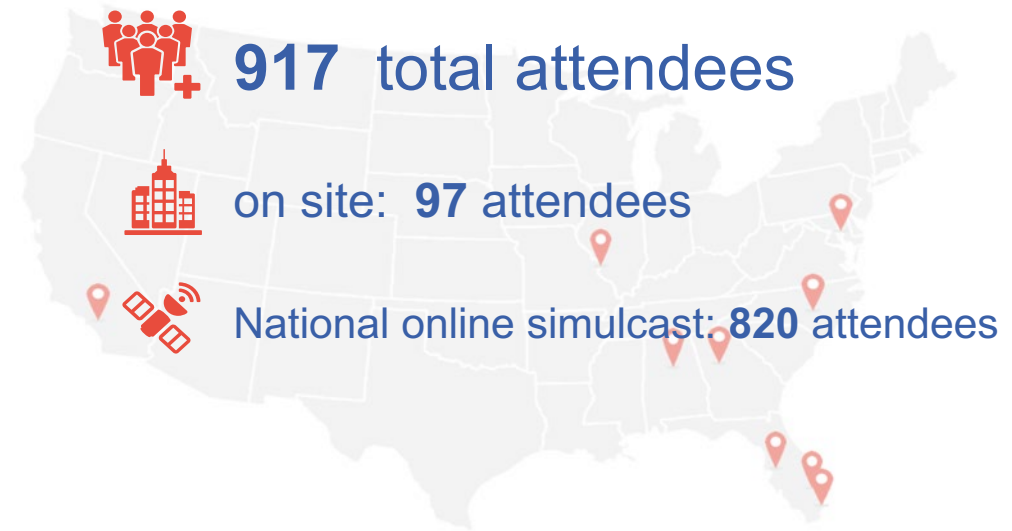 917 total attendees
on site: 97 attendees
National online simulcast: 820 attendees